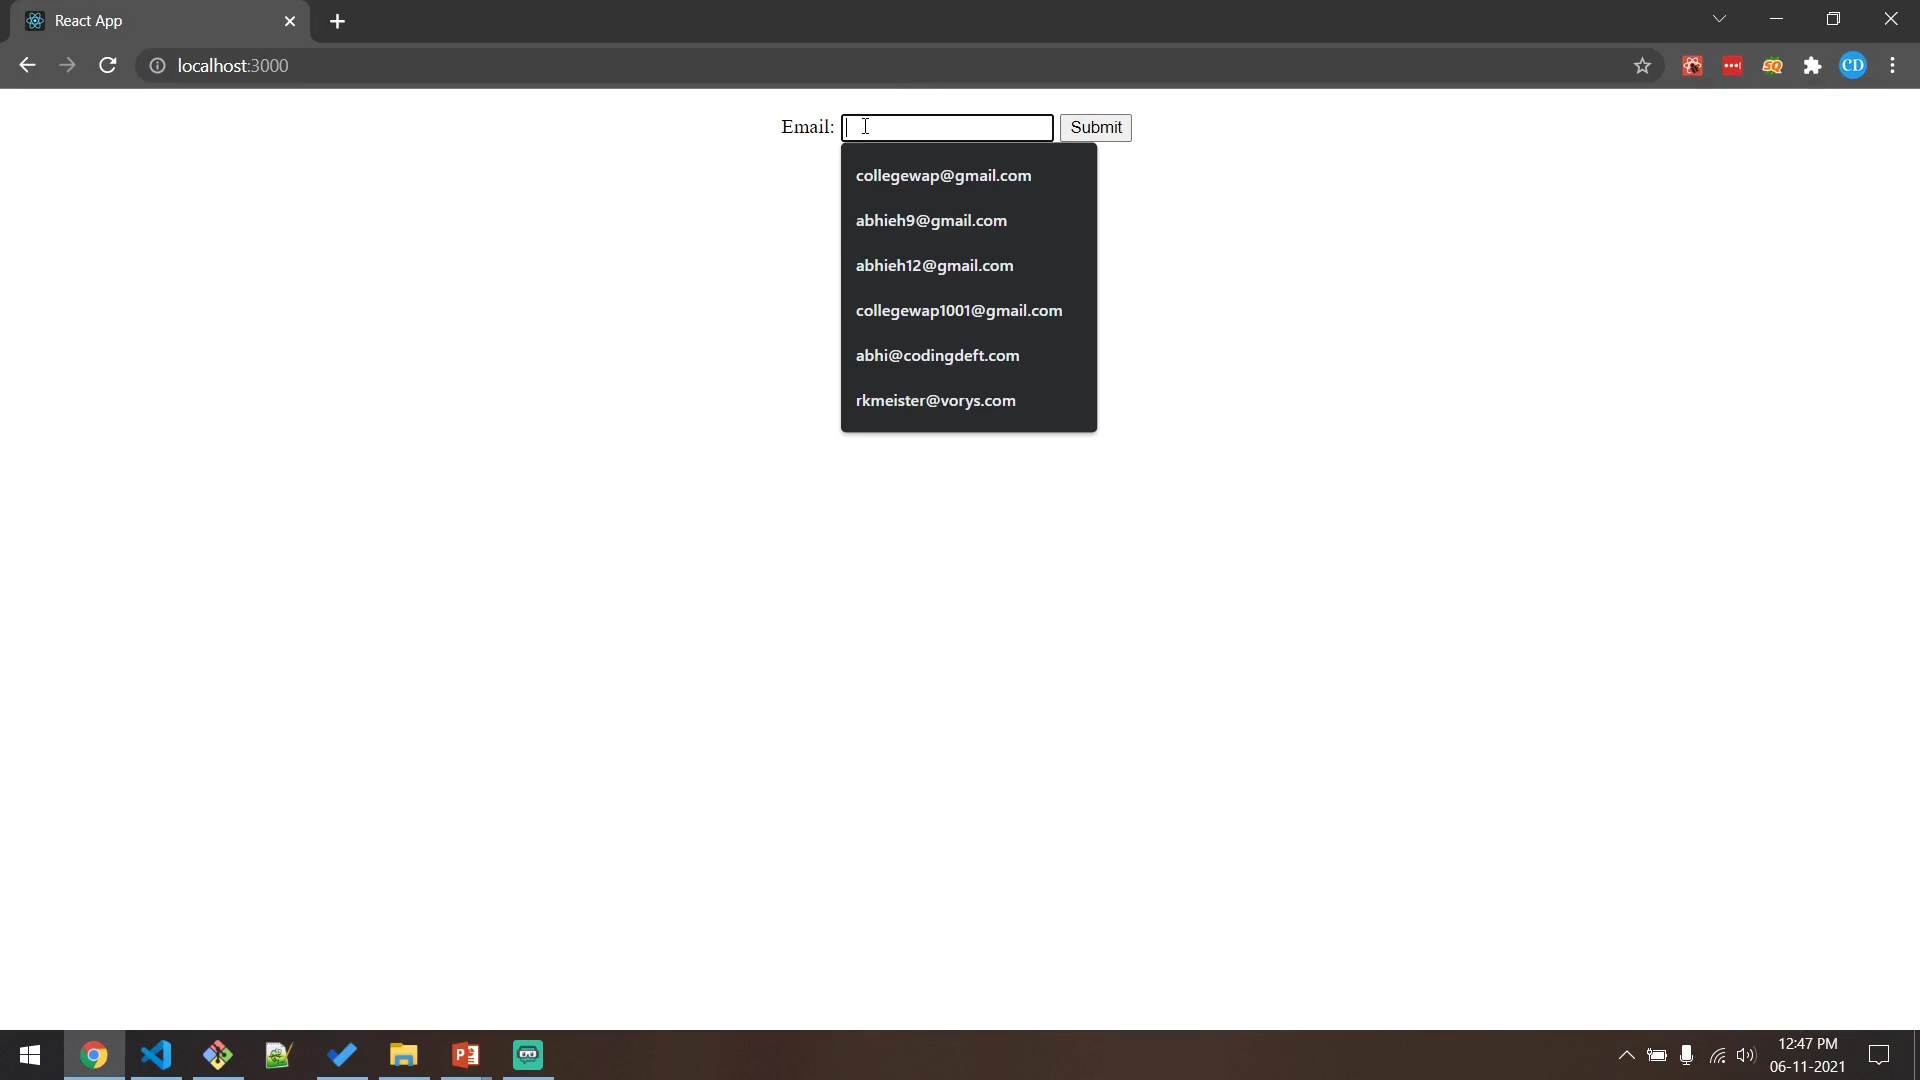 React App
localhost:3000
CD
Email: Submit
collegewap@gmail.com
abhieh9@gmail.com
abhieh12@gmail.com
collegewap1001@gmail.com
abhi@codingdeft.com
rkmeister@vorys.com
12:47 PM
06-11-2021